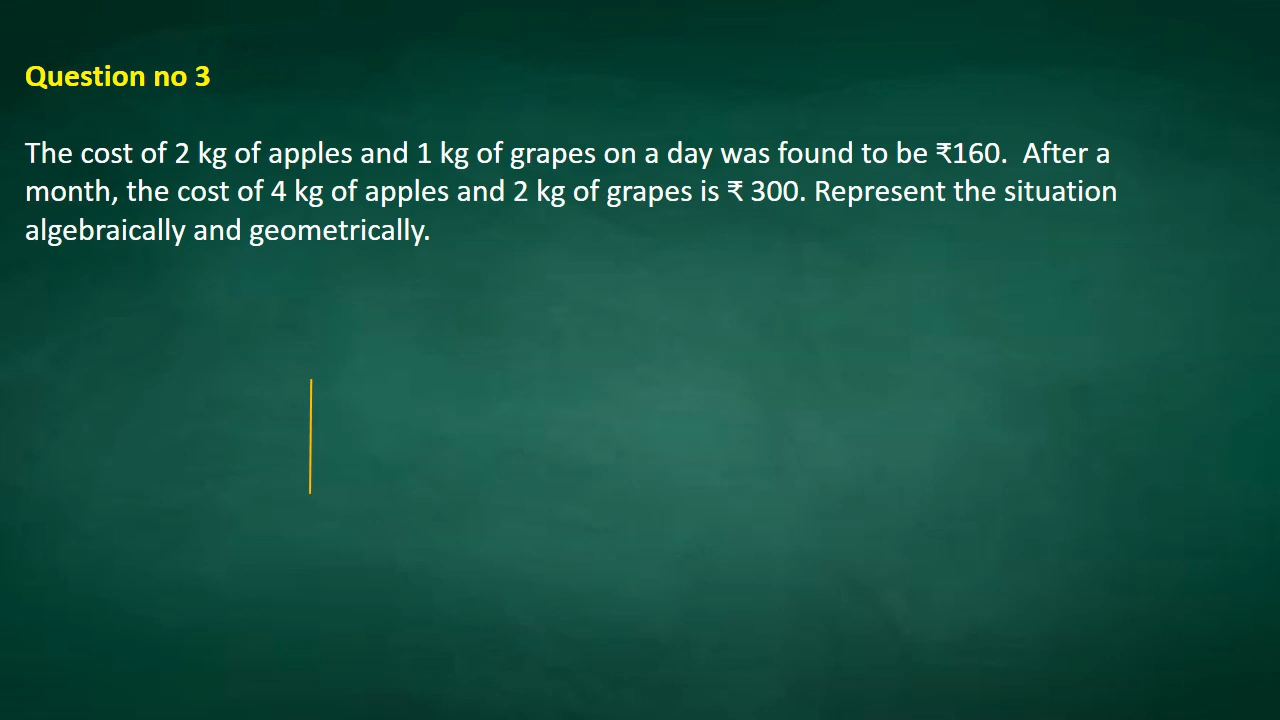 Question no 3
The cost of 2 kg of apples and 1 kg of grapes on a day was found to be ₹160.  After a
month, the cost of 4 kg of apples and 2 kg of grapes is ₹ 300. Represent the situation
algebraically and geometrically.